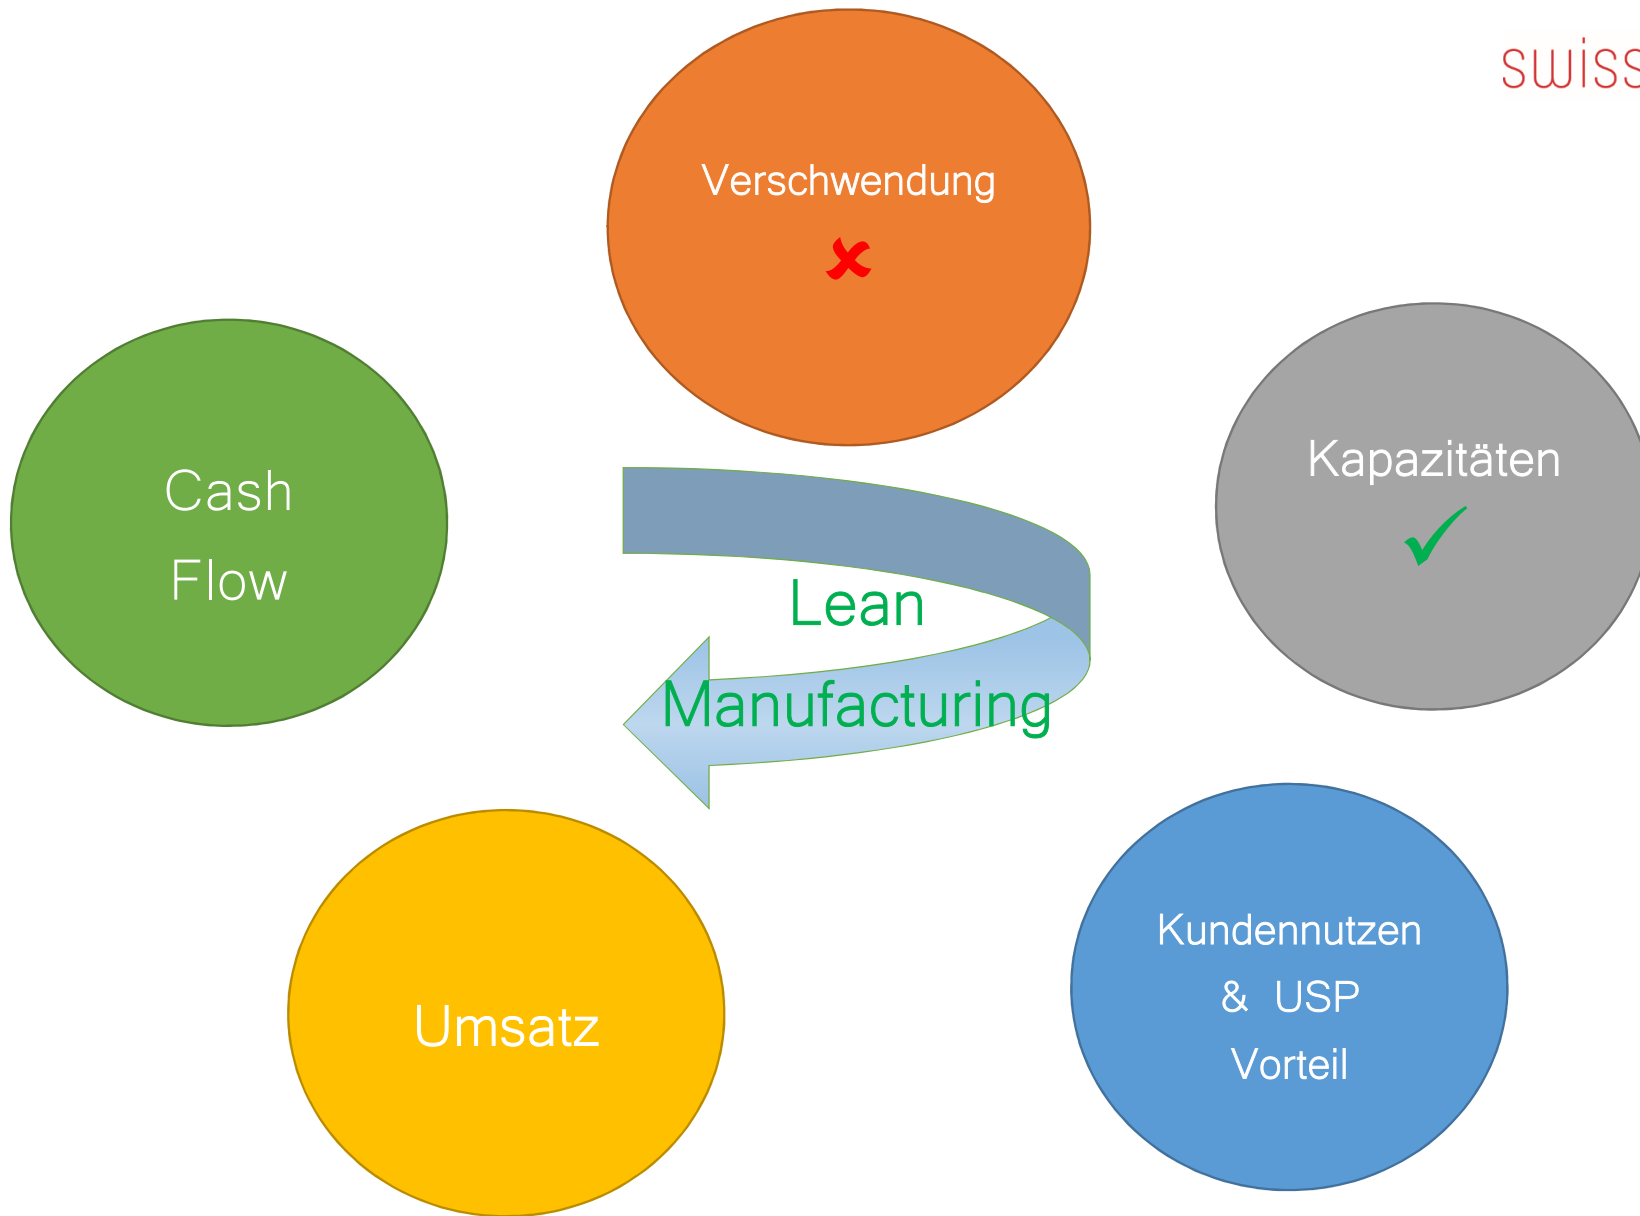 swiss
Verschwendung
✘
Kapazitäten
✓
Cash
Flow
Lean
Manufacturing
Kundennutzen
& USP
Vorteil
Umsatz